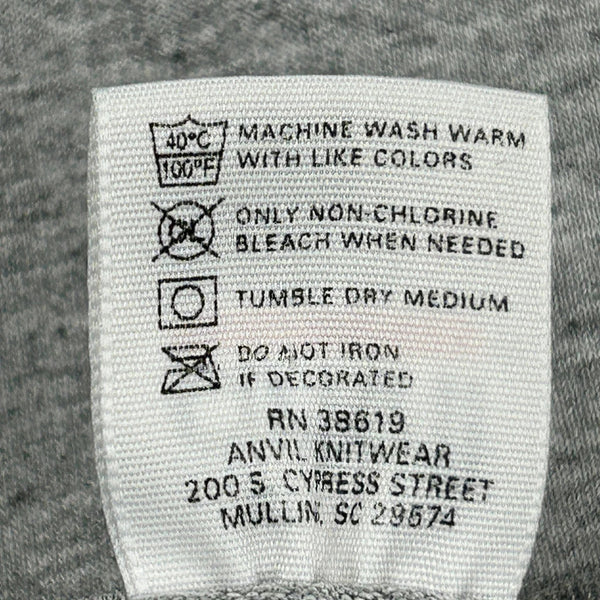 40°C MACHINE WASH WARM
100°F WITH LIKE COLORS
CL ONLY NON-CHLORINE
BLEACH WHEN NEEDED
TUMBLE DRY MEDIUM
DO NOT IRON
IF DECORATED
RN 38619
ANVIL KNITWEAR
200 S. CYPRESS STREET
MULLIN, SC 29574